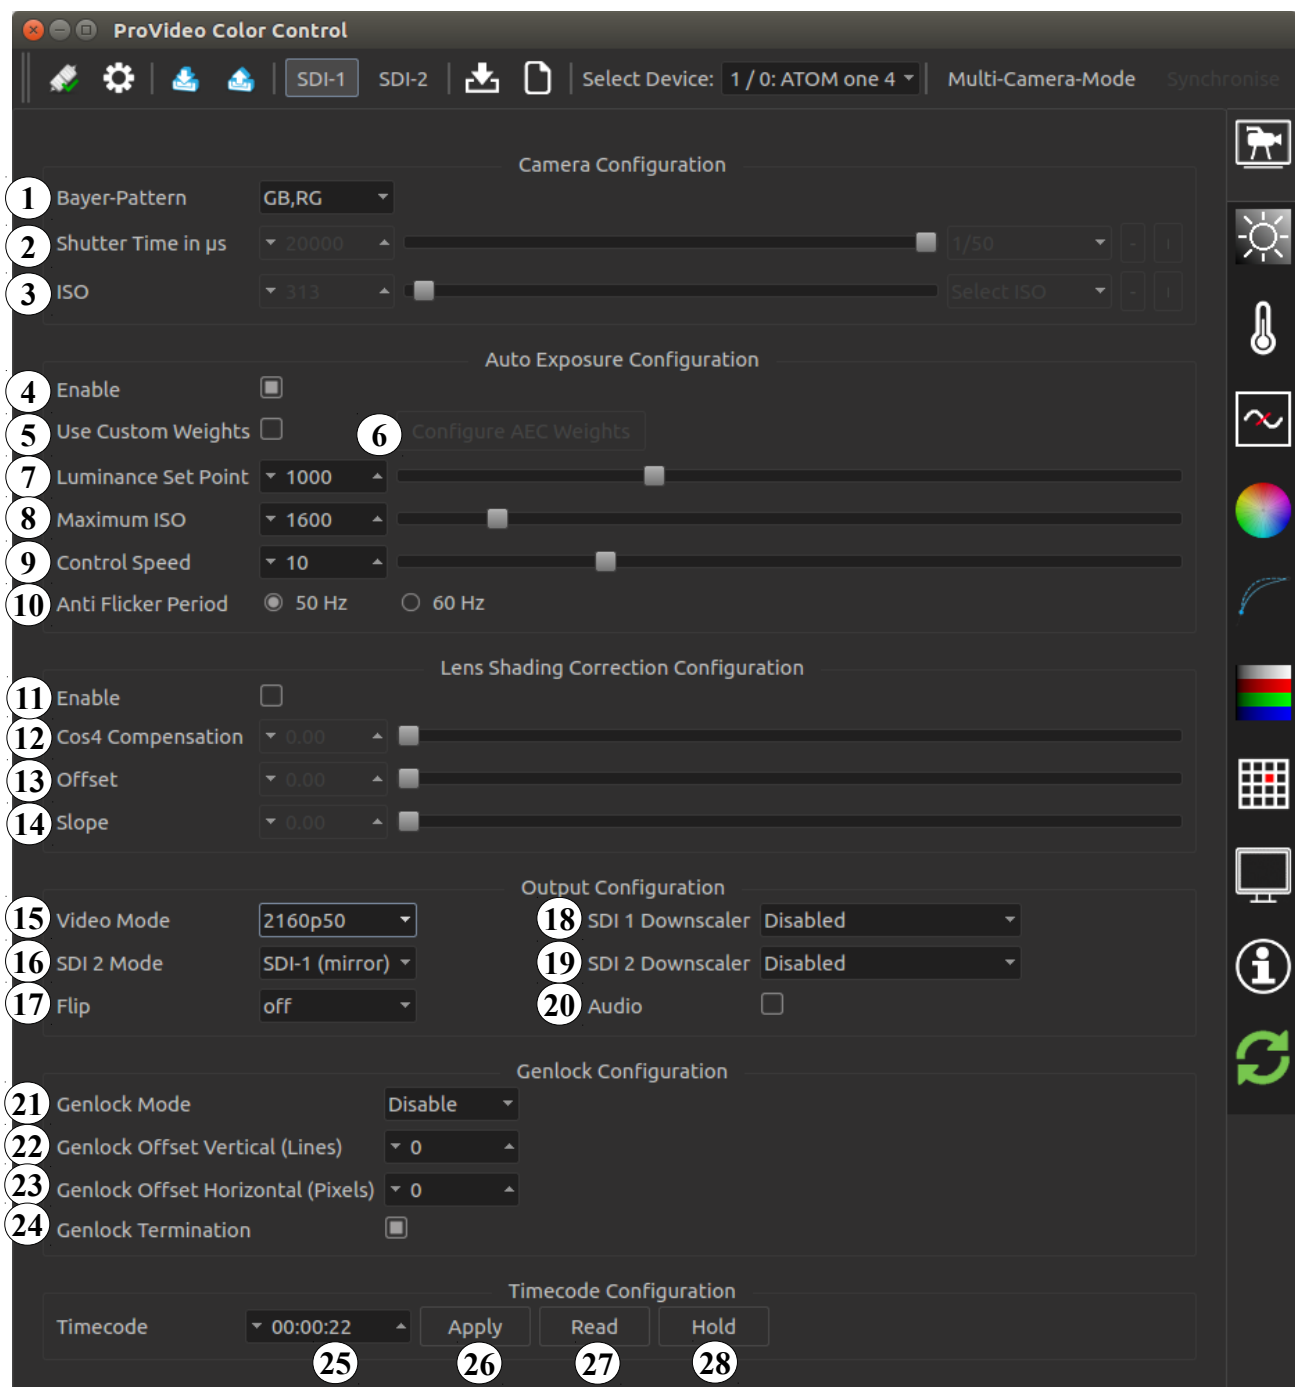 ProVideo Color Control
SDI-1 SDI-2 Select Device: 1 / 0: ATOM one 4 Multi-Camera-Mode Synchronise
Camera Configuration
1 Bayer-Pattern GB,RG
2 Shutter Time in µs 20000 1/50 -
3 ISO 313 Select ISO -
Auto Exposure Configuration
4 Enable
5 Use Custom Weights 6 Configure AEC Weights
7 Luminance Set Point 1000
8 Maximum ISO 1600
9 Control Speed 10
10 Anti Flicker Period 50 Hz 60 Hz
Lens Shading Correction Configuration
11 Enable
12 Cos4 Compensation 0.00
13 Offset 0.00
14 Slope 0.00
Output Configuration
15 Video Mode 2160p50 18 SDI 1 Downscaler Disabled
16 SDI 2 Mode SDI-1 (mirror) 19 SDI 2 Downscaler Disabled
17 Flip off 20 Audio
Genlock Configuration
21 Genlock Mode Disable
22 Genlock Offset Vertical (Lines) 0
23 Genlock Offset Horizontal (Pixels) 0
24 Genlock Termination
Timecode Configuration
Timecode 00:00:22 Apply Read Hold
25 26 27 28